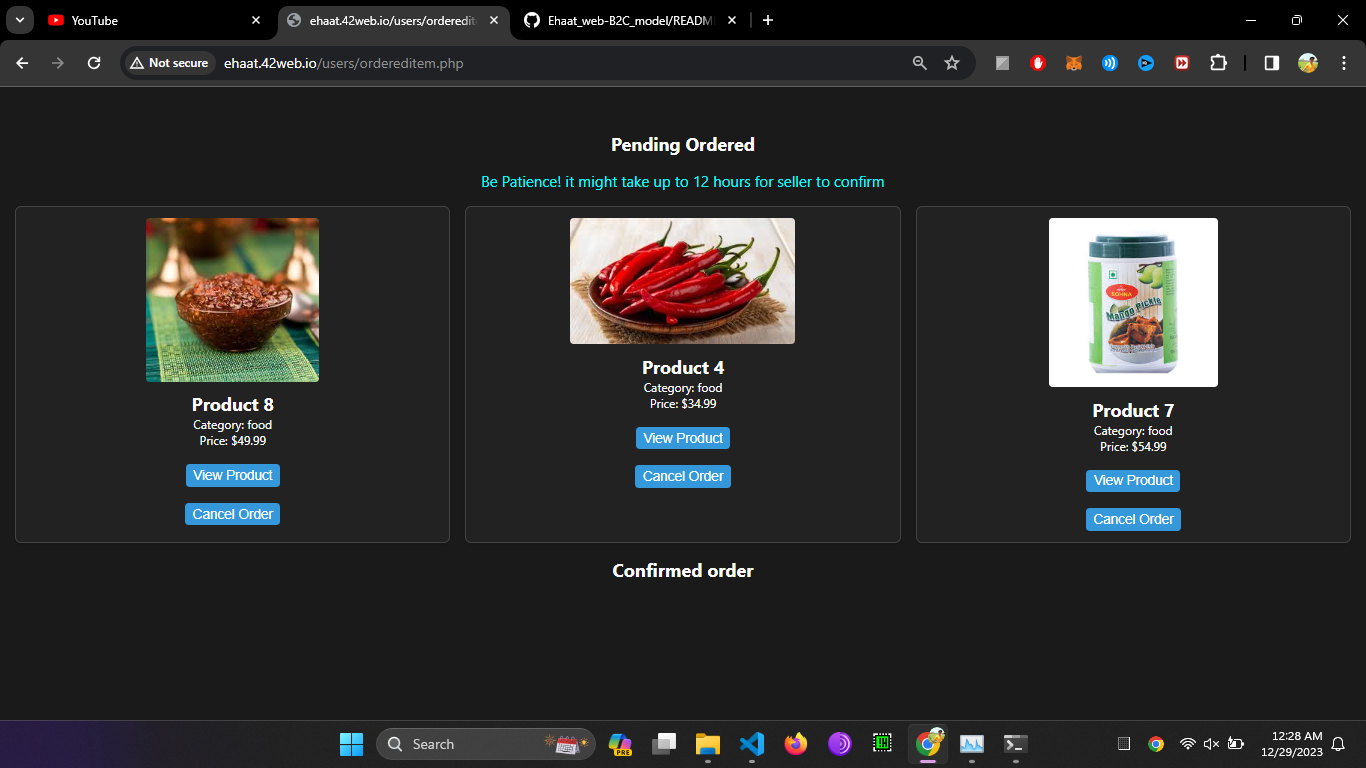 YouTube
ehaat.42web.io/users/orderedit
Ehaat_web-B2C_model/READM
Not secure
ehaat.42web.io/users/ordereditem.php
Pending Ordered
Be Patience! it might take up to 12 hours for seller to confirm
Product 8
Category: food
Price: $49.99
View Product
Cancel Order
Product 4
Category: food
Price: $34.99
View Product
Cancel Order
SOHNA
Mango Pickle
Product 7
Category: food
Price: $54.99
View Product
Cancel Order
Confirmed order
Search
PRE
12:28 AM
12/29/2023